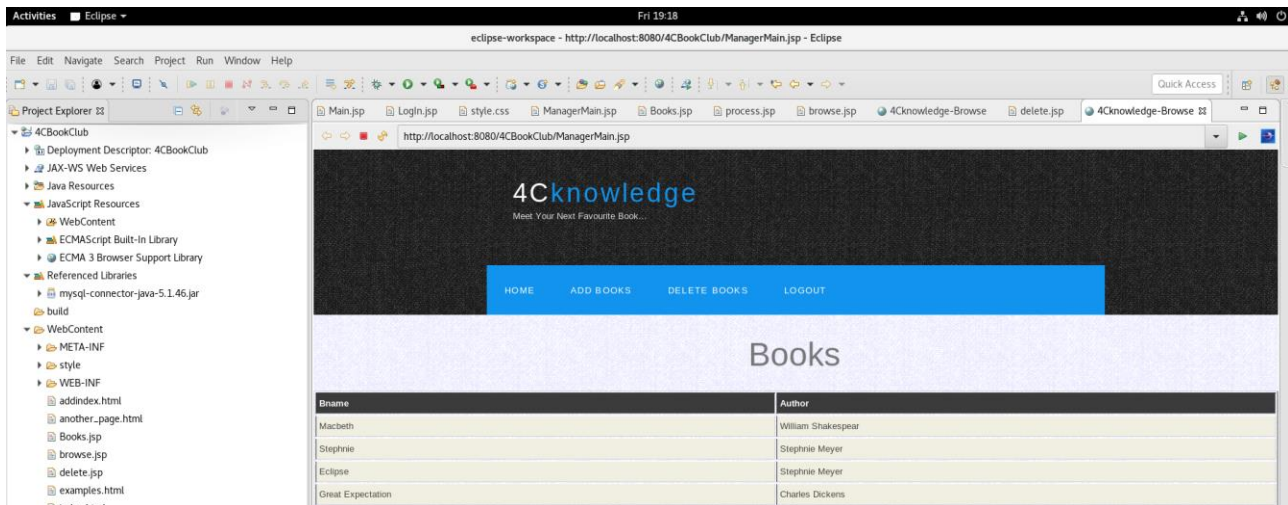 Activities Eclipse Fri 19:18
eclipse-workspace - http://localhost:8080/4CBookClub/ManagerMain.jsp - Eclipse
File Edit Navigate Search Project Run Window Help
Quick Access
Project Explorer
Main.jsp LogIn.jsp style.css ManagerMain.jsp Books.jsp process.jsp browse.jsp 4Cknowledge-Browse delete.jsp 4Cknowledge-Browse
http://localhost:8080/4CBookClub/ManagerMain.jsp
4CBookClub
Deployment Descriptor: 4CBookClub
JAX-WS Web Services
Java Resources
JavaScript Resources
WebContent
ECMAScript Built-In Library
ECMA 3 Browser Support Library
Referenced Libraries
mysql-connector-java-5.1.46.jar
build
WebContent
META-INF
style
WEB-INF
addindex.html
another_page.html
Books.jsp
browse.jsp
delete.jsp
examples.html
4Cknowledge
Meet Your Next Favourite Book...
HOME ADD BOOKS DELETE BOOKS LOGOUT
Books
Bname Author
Macbeth William Shakespear
Stephnie Stephnie Meyer
Eclipse Stephnie Meyer
Great Expectation Charles Dickens